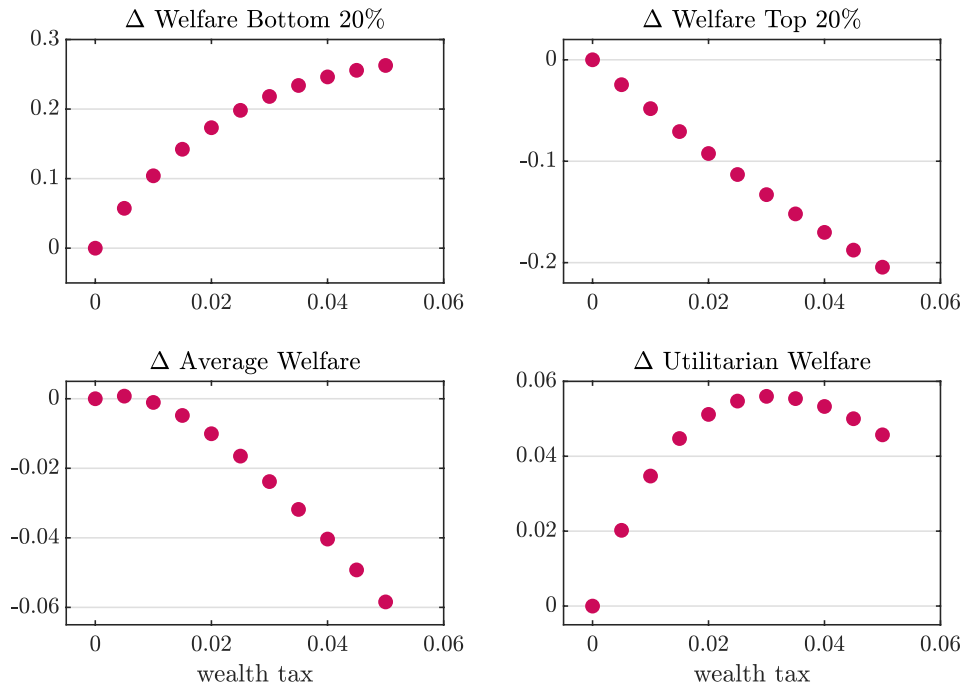 Δ Welfare Bottom 20%
0.3
0.2
0.1
0
0 0.02 0.04 0.06
Δ Welfare Top 20%
0
-0.1
-0.2
0 0.02 0.04 0.06
Δ Average Welfare
0
-0.02
-0.04
-0.06
0 0.02 0.04 0.06
wealth tax
Δ Utilitarian Welfare
0.06
0.04
0.02
0
0 0.02 0.04 0.06
wealth tax